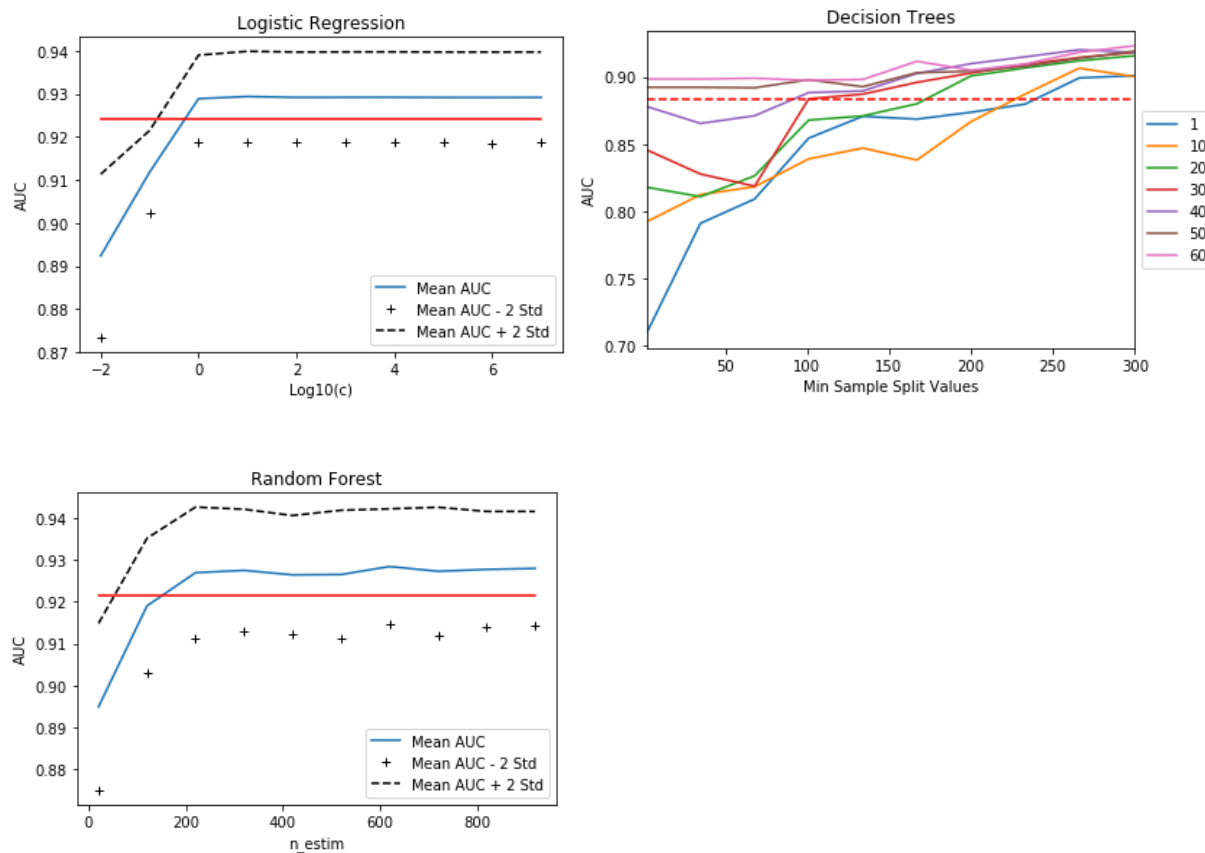 Logistic Regression
0.94
0.93
0.92
0.91
0.90
0.89
0.88
0.87
AUC
−2
0
2
4
6
Log10(c)
Mean AUC
Mean AUC - 2 Std
Mean AUC + 2 Std
Decision Trees
0.90
0.85
0.80
0.75
0.70
AUC
50
100
150
200
250
300
Min Sample Split Values
1
10
20
30
40
50
60
Random Forest
0.94
0.93
0.92
0.91
0.90
0.89
0.88
AUC
0
200
400
600
800
n_estim
Mean AUC
Mean AUC - 2 Std
Mean AUC + 2 Std